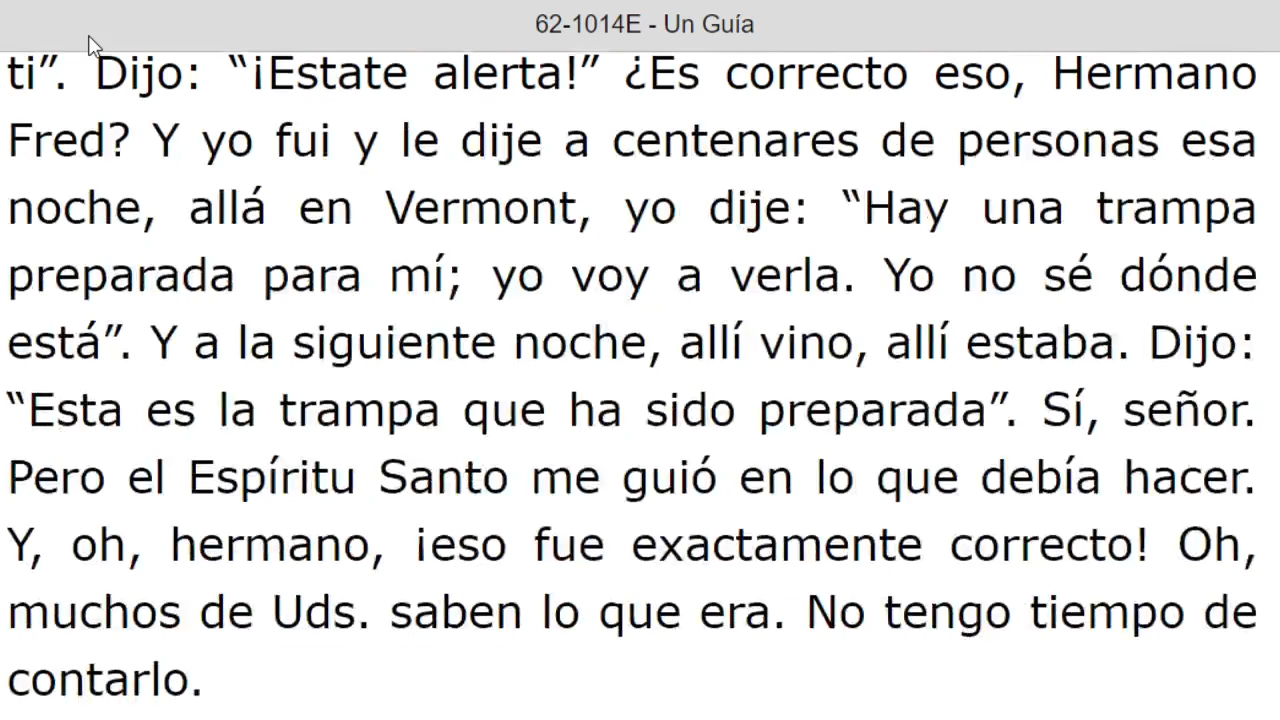 62-1014E - Un Guía
ti”. Dijo: “¡Estate alerta!” ¿Es correcto eso, Hermano
Fred? Y yo fui y le dije a centenares de personas esa
noche, allá en Vermont, yo dije: “Hay una trampa
preparada para mí; yo voy a verla. Yo no sé dónde
está”. Y a la siguiente noche, allí vino, allí estaba. Dijo:
“Esta es la trampa que ha sido preparada”. Sí, señor.
Pero el Espíritu Santo me guió en lo que debía hacer.
Y, oh, hermano, ¡eso fue exactamente correcto! Oh,
muchos de Uds. saben lo que era. No tengo tiempo de
contarlo.